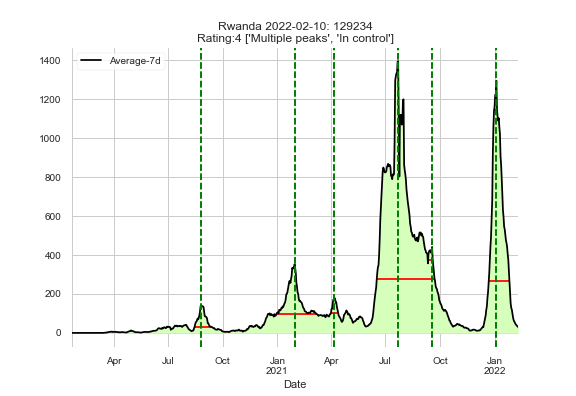 Rwanda 2022-02-10: 129234
Rating:4 ['Multiple peaks', 'In control']
Average-7d
1400
1200
1000
800
600
400
200
0
Apr Jul Oct Jan Apr Jul Oct Jan
2021 2022
Date